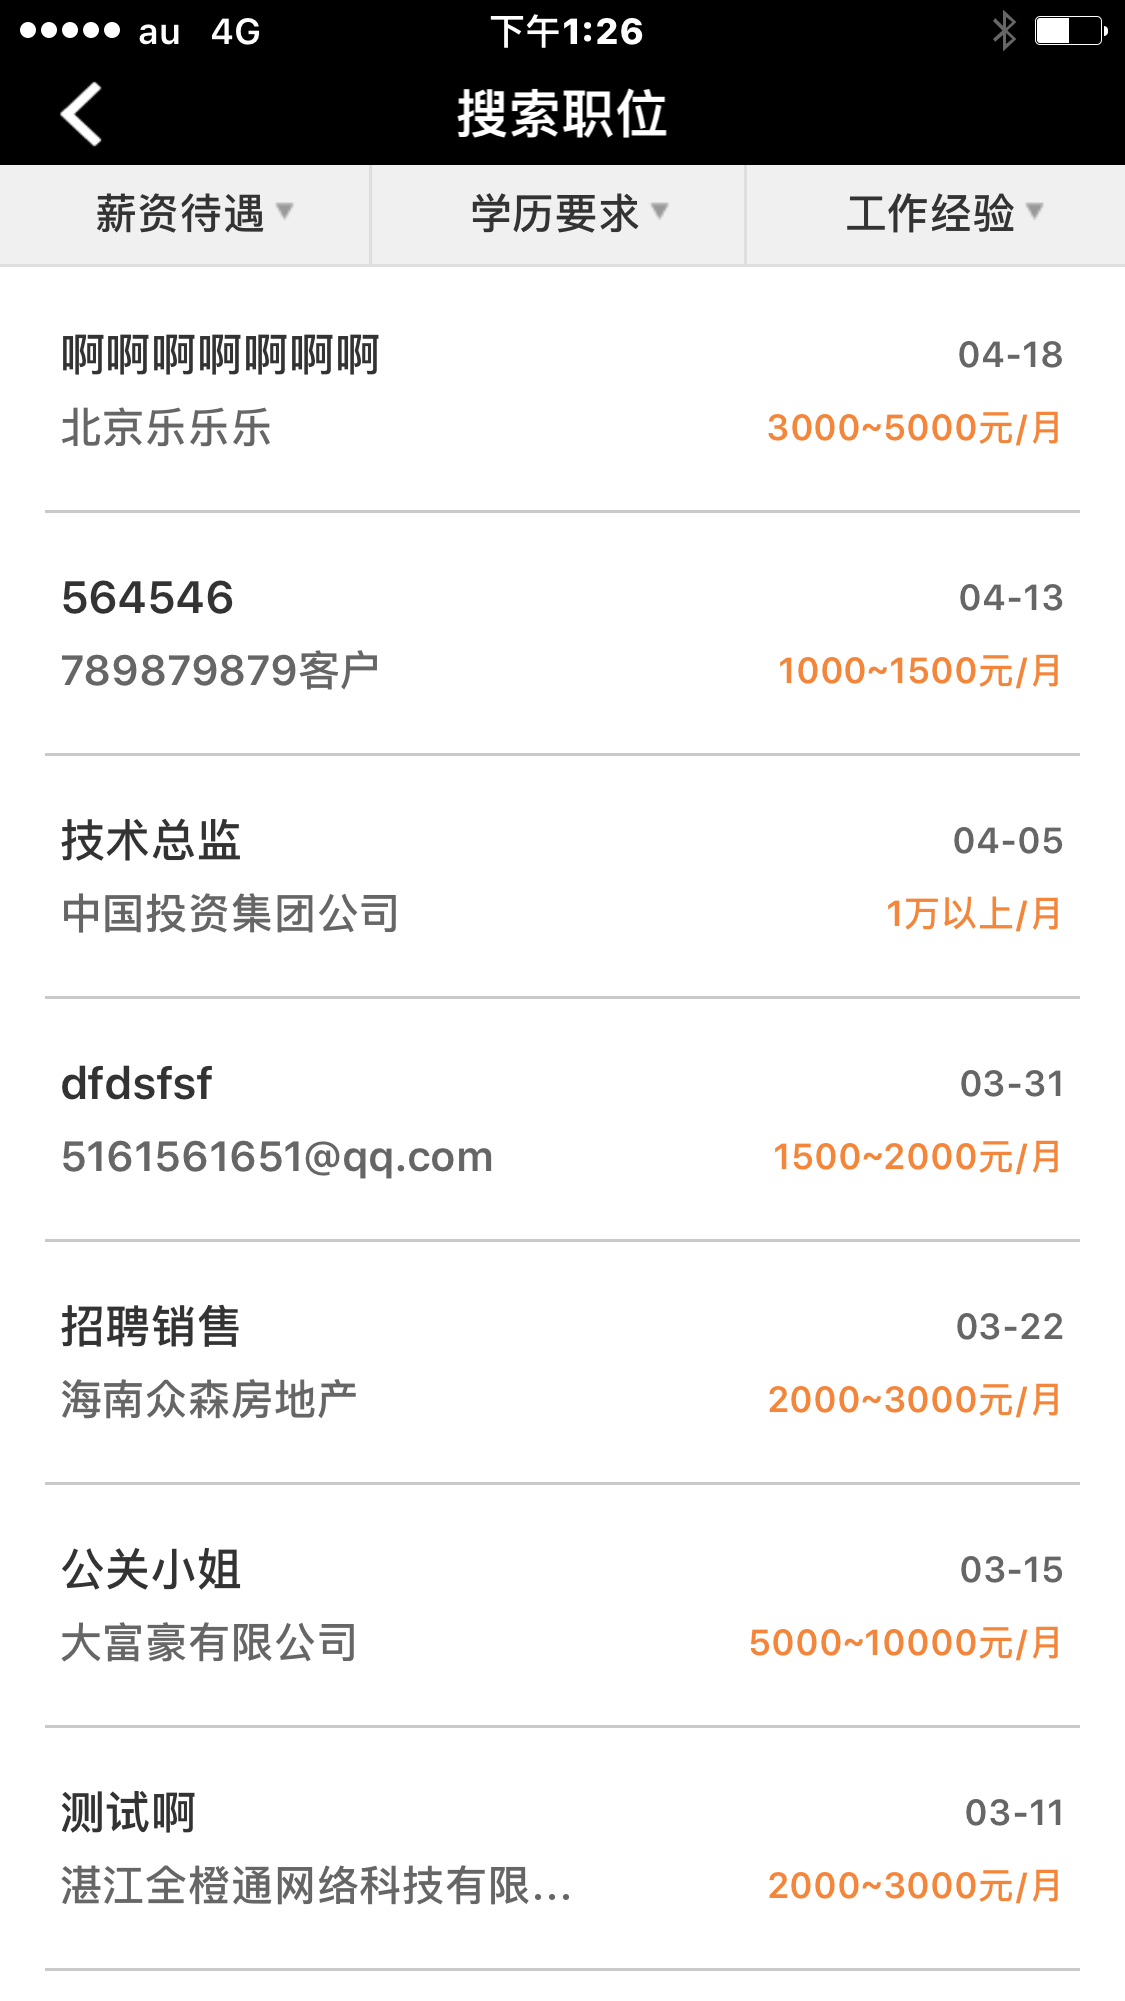 au 4G 下午1:26
搜索职位
薪资待遇 学历要求 工作经验
啊啊啊啊啊啊啊 04-18
北京乐乐乐 3000~5000元/月
564546 04-13
789879879客户 1000~1500元/月
技术总监 04-05
中国投资集团公司 1万以上/月
dfdsfsf 03-31
5161561651@qq.com 1500~2000元/月
招聘销售 03-22
海南众森房地产 2000~3000元/月
公关小姐 03-15
大富豪有限公司 5000~10000元/月
测试啊 03-11
湛江全橙通网络科技有限... 2000~3000元/月